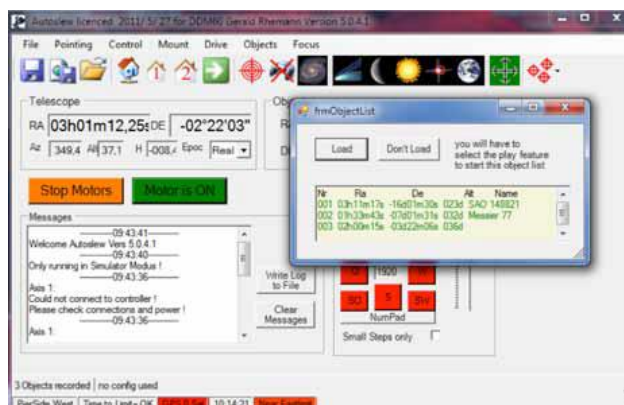 Autoslew licenced 2011/ 5/ 27 for DDM60 Gerald Rhemann Version 5.0.4.1
File Pointing Control Mount Drive Objects Focus
Telescope
RA 03h01m12,25s DE -02°22'03"
Az 349,4 Alt 37,1 H -008,4 Epoc Real
Stop Motors Motor is ON
frmObjectList
Load Don't Load
you will have to
select the play feature
to start this object list
Nr Ra De Alt Name
001 03h11m17s -16d01m30s 023d SAO 148821
002 01h33m43s -07d01m31s 032d Messier 77
003 02h00m15s -03d22m06s 036d
Messages
09:43:41
Welcome Autoslew Vers 5.0.4.1
09:43:40
Only running in Simulator Modus !
09:43:36
Axis 1:
Could not connect to controller !
Please check connections and power !
09:43:36
Axis 1:
Write Log
to File
Clear
Messages
1920
SO S SW
NumPad
Small Steps only
3 Objects recorded no config used
PierSide West Time to Limit= OK 10:14:21